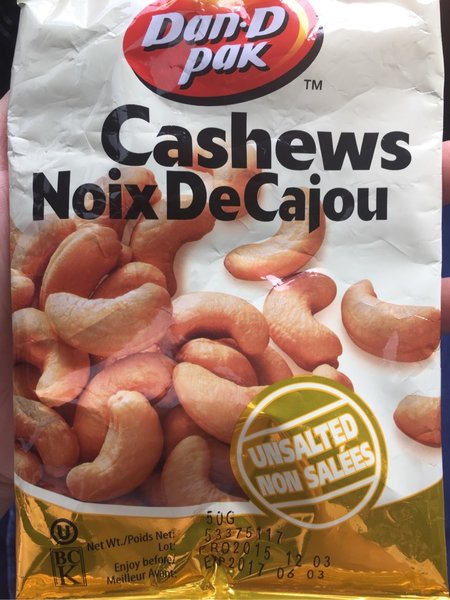 Dan·D
pak
TM
Cashews
Noix De Cajou
UNSALTED
NON SALÉES
U
BC
K
Net Wt./Poids Net: 50G
Lot: 53375117
PRO2015 12 03
Enjoy before/
Meilleur Avant: EXP2017 06 03